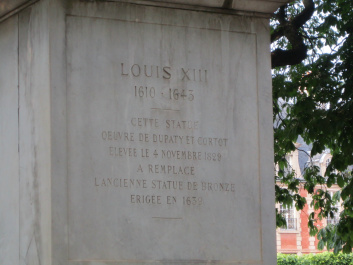 LOUIS XIII
1610 - 1643
CETTE STATUE
OEUVRE DE DUPATY ET CORTOT
ELEVEE LE 4 NOVEMBRE
A REMPLACE
L'ANCIENNE STATUE DE BRONZE
ERIGEE EN